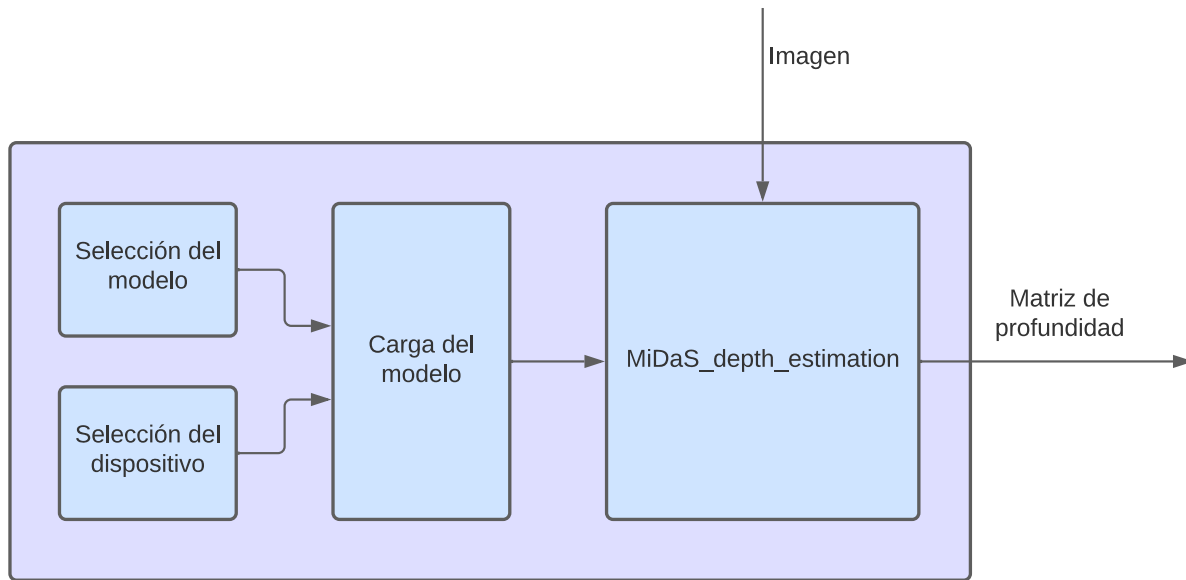 Imagen
Selección del
modelo
Selección del
dispositivo
Carga del
modelo
MiDaS_depth_estimation
Matriz de
profundidad